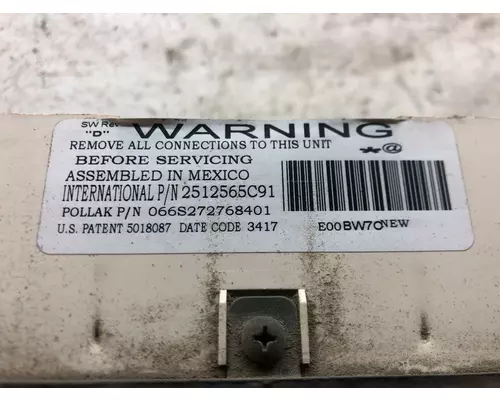 SW Rev
"D" WARNING
*@
REMOVE ALL CONNECTIONS TO THIS UNIT
BEFORE SERVICING
ASSEMBLED IN MEXICO
INTERNATIONAL P/N 2512565C91
POLLAK P/N 066S272768401
U.S. PATENT 5018087 DATE CODE 3417 E00BW7CNEW